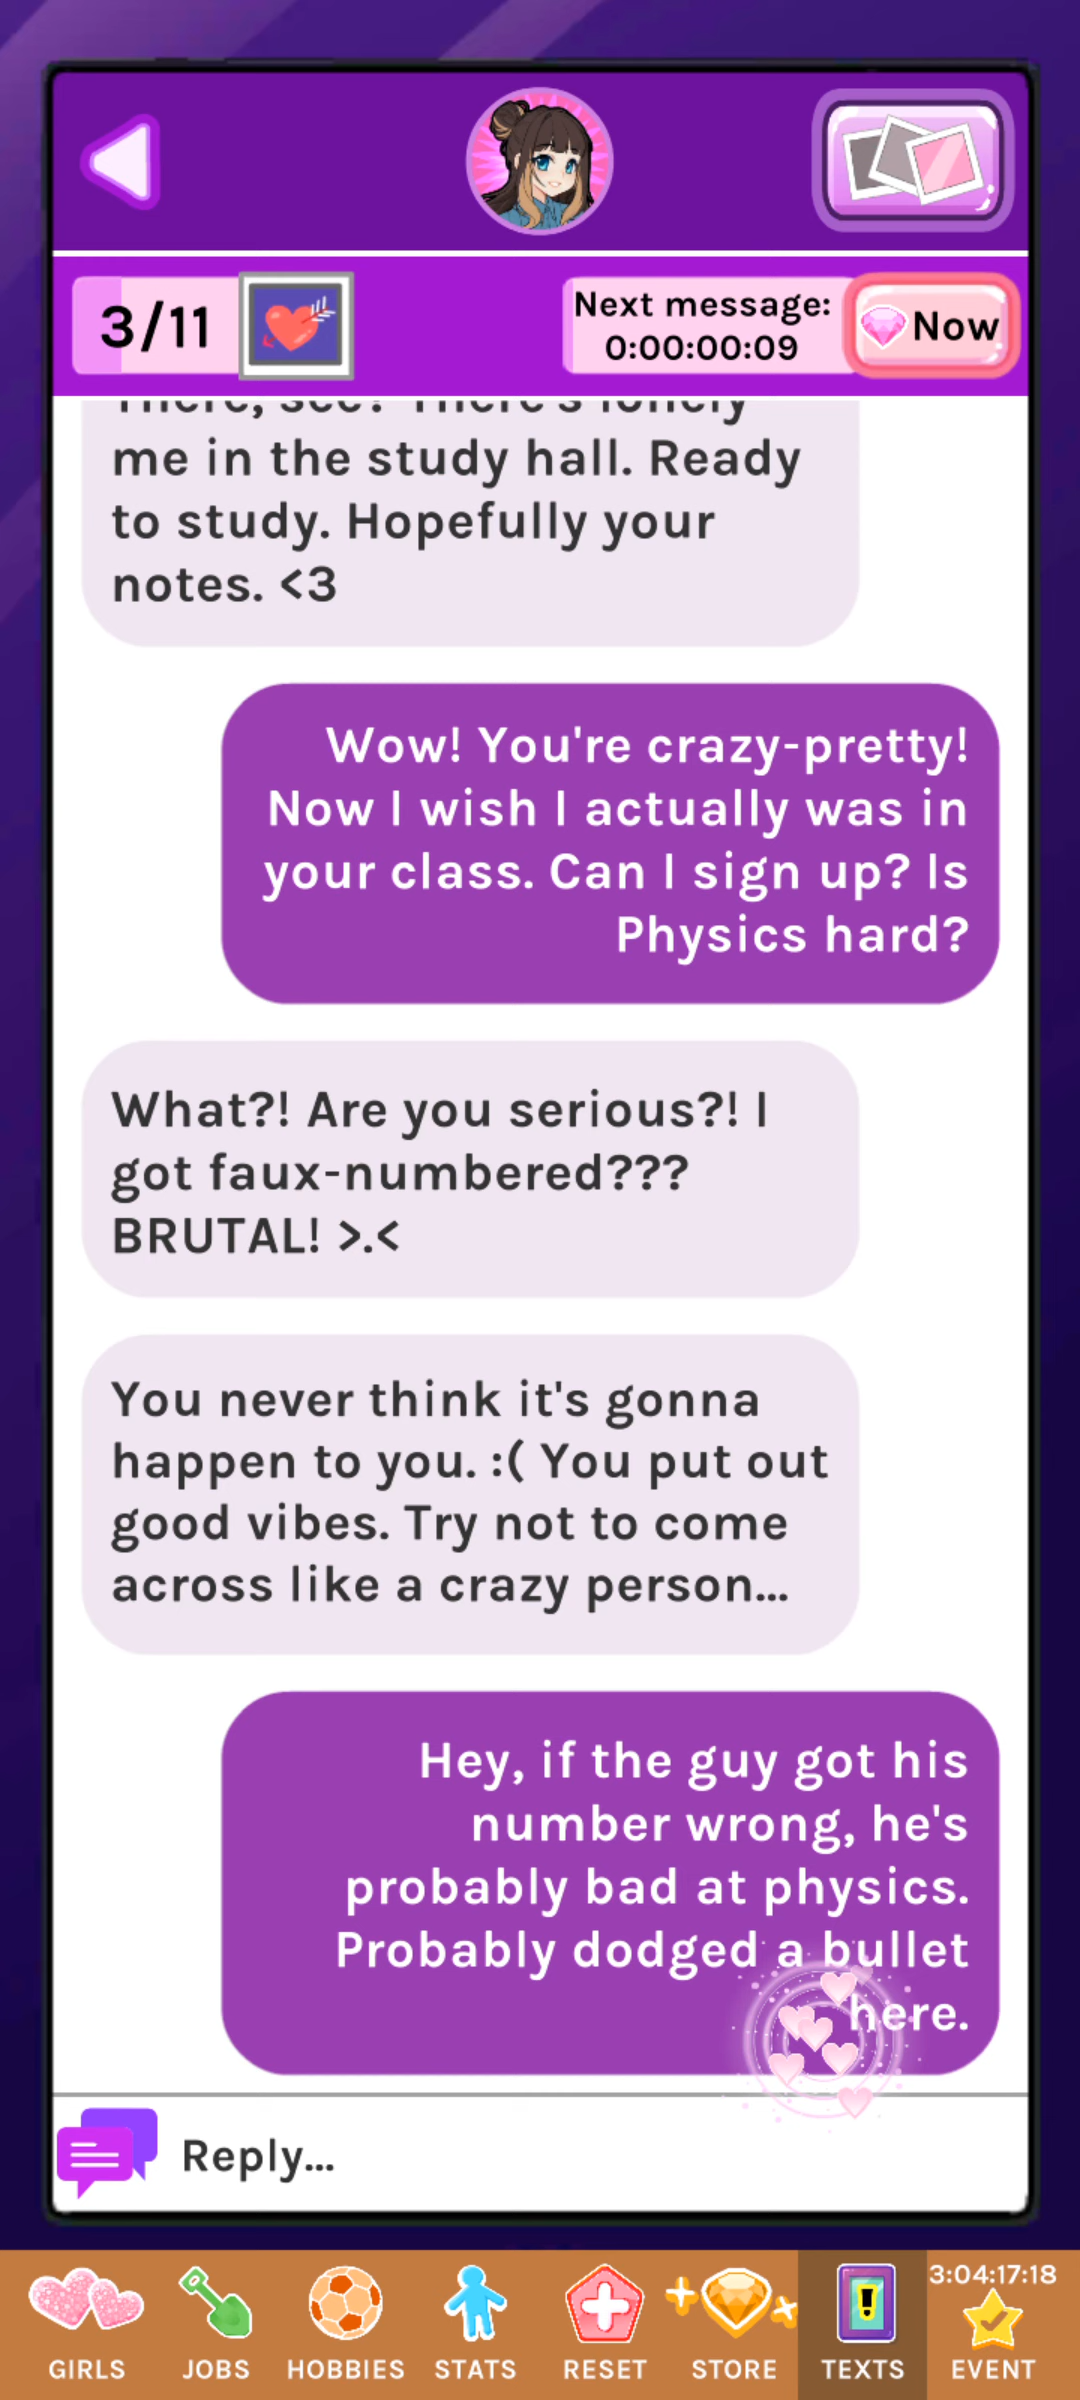 3/11
Next message:
0:00:00:09
Now
There, see? There's lonely
me in the study hall. Ready
to study. Hopefully your
notes. <3
Wow! You're crazy-pretty!
Now I wish I actually was in
your class. Can I sign up? Is
Physics hard?
What?! Are you serious?! I
got faux-numbered???
BRUTAL! >.<
You never think it's gonna
happen to you. :( You put out
good vibes. Try not to come
across like a crazy person...
Hey, if the guy got his
number wrong, he's
probably bad at physics.
Probably dodged a bullet
here.
Reply...
3:04:17:18
GIRLS
JOBS
HOBBIES
STATS
RESET
STORE
TEXTS
EVENT